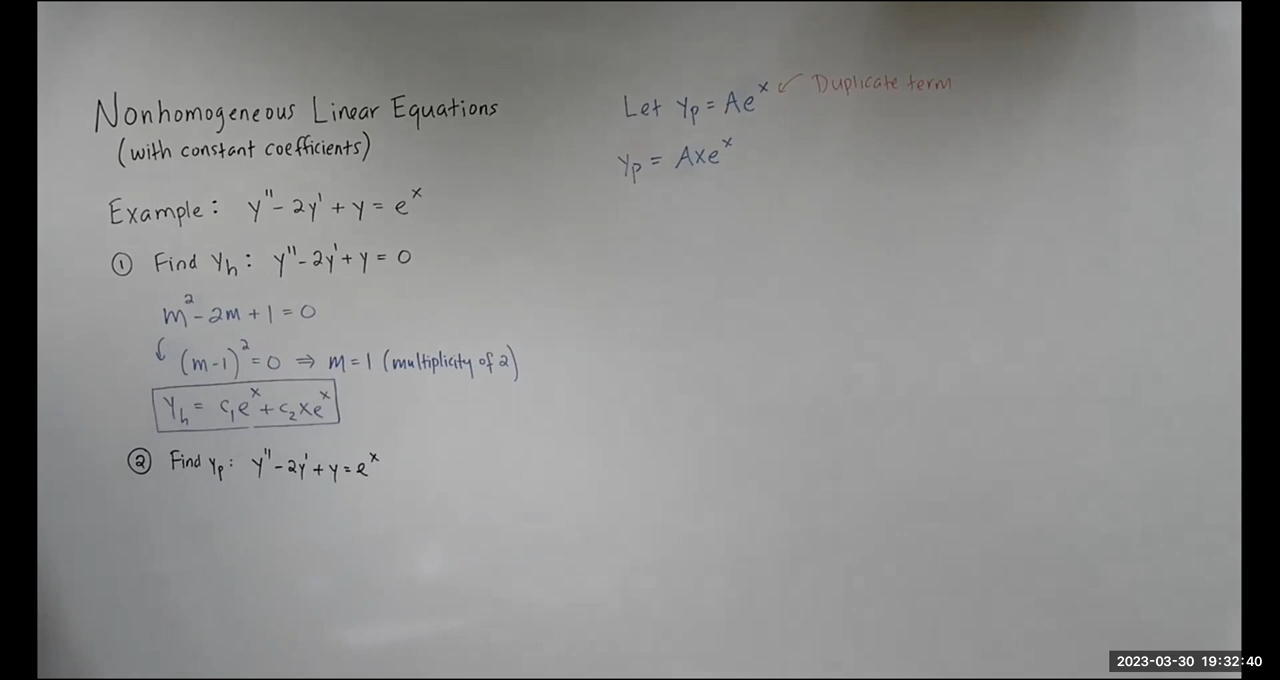 Nonhomogeneous Linear Equations
(with constant coefficients)
Example: y'' - 2y' + y = e^x
① Find y_h: y'' - 2y' + y = 0
m^2 - 2m + 1 = 0
(m-1)^2 = 0 ⇒ m = 1 (multiplicity of 2)
y_h = c_1e^x + c_2xe^x
② Find y_p: y'' - 2y' + y = e^x
Let y_p = Ae^x ↙ Duplicate term
y_p = Axe^x
2023-03-30 19:32:40